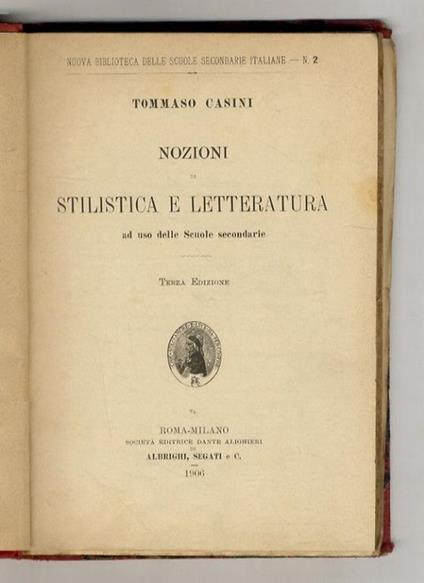 NUOVA BIBLIOTECA DELLE SCUOLE SECONDARIE ITALIANE — N. 2
TOMMASO CASINI
NOZIONI
DI
STILISTICA E LETTERATURA
ad uso delle Scuole secondarie
TERZA EDIZIONE
ROMA-MILANO
SOCIETÀ EDITRICE DANTE ALIGHIERI
DI
ALBRIGHI, SEGATI e C.
1906